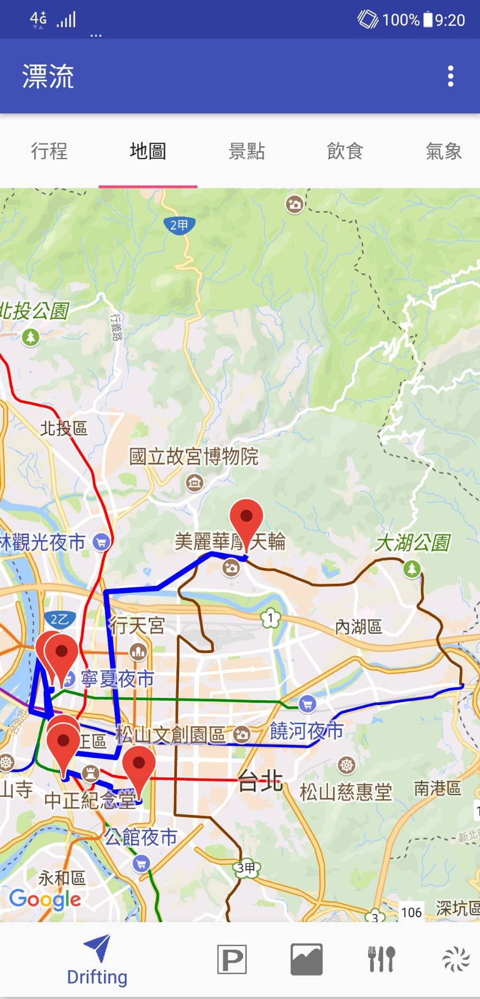 4G+
...
100%
9:20
漂流
行程
地圖
景點
飲食
氣象
2甲
北投公園
行義路
北投區
國立故宮博物院
林觀光夜市
美麗華摩天輪
大湖公園
2乙
行天宮
1
內湖區
寧夏夜市
正區
松山文創園區
饒河夜市
台北
山寺
中正紀念堂
松山慈惠堂
南港區
1
公館夜市
新北市
永和區
3甲
Google
3
106
深坑區
P
Drifting